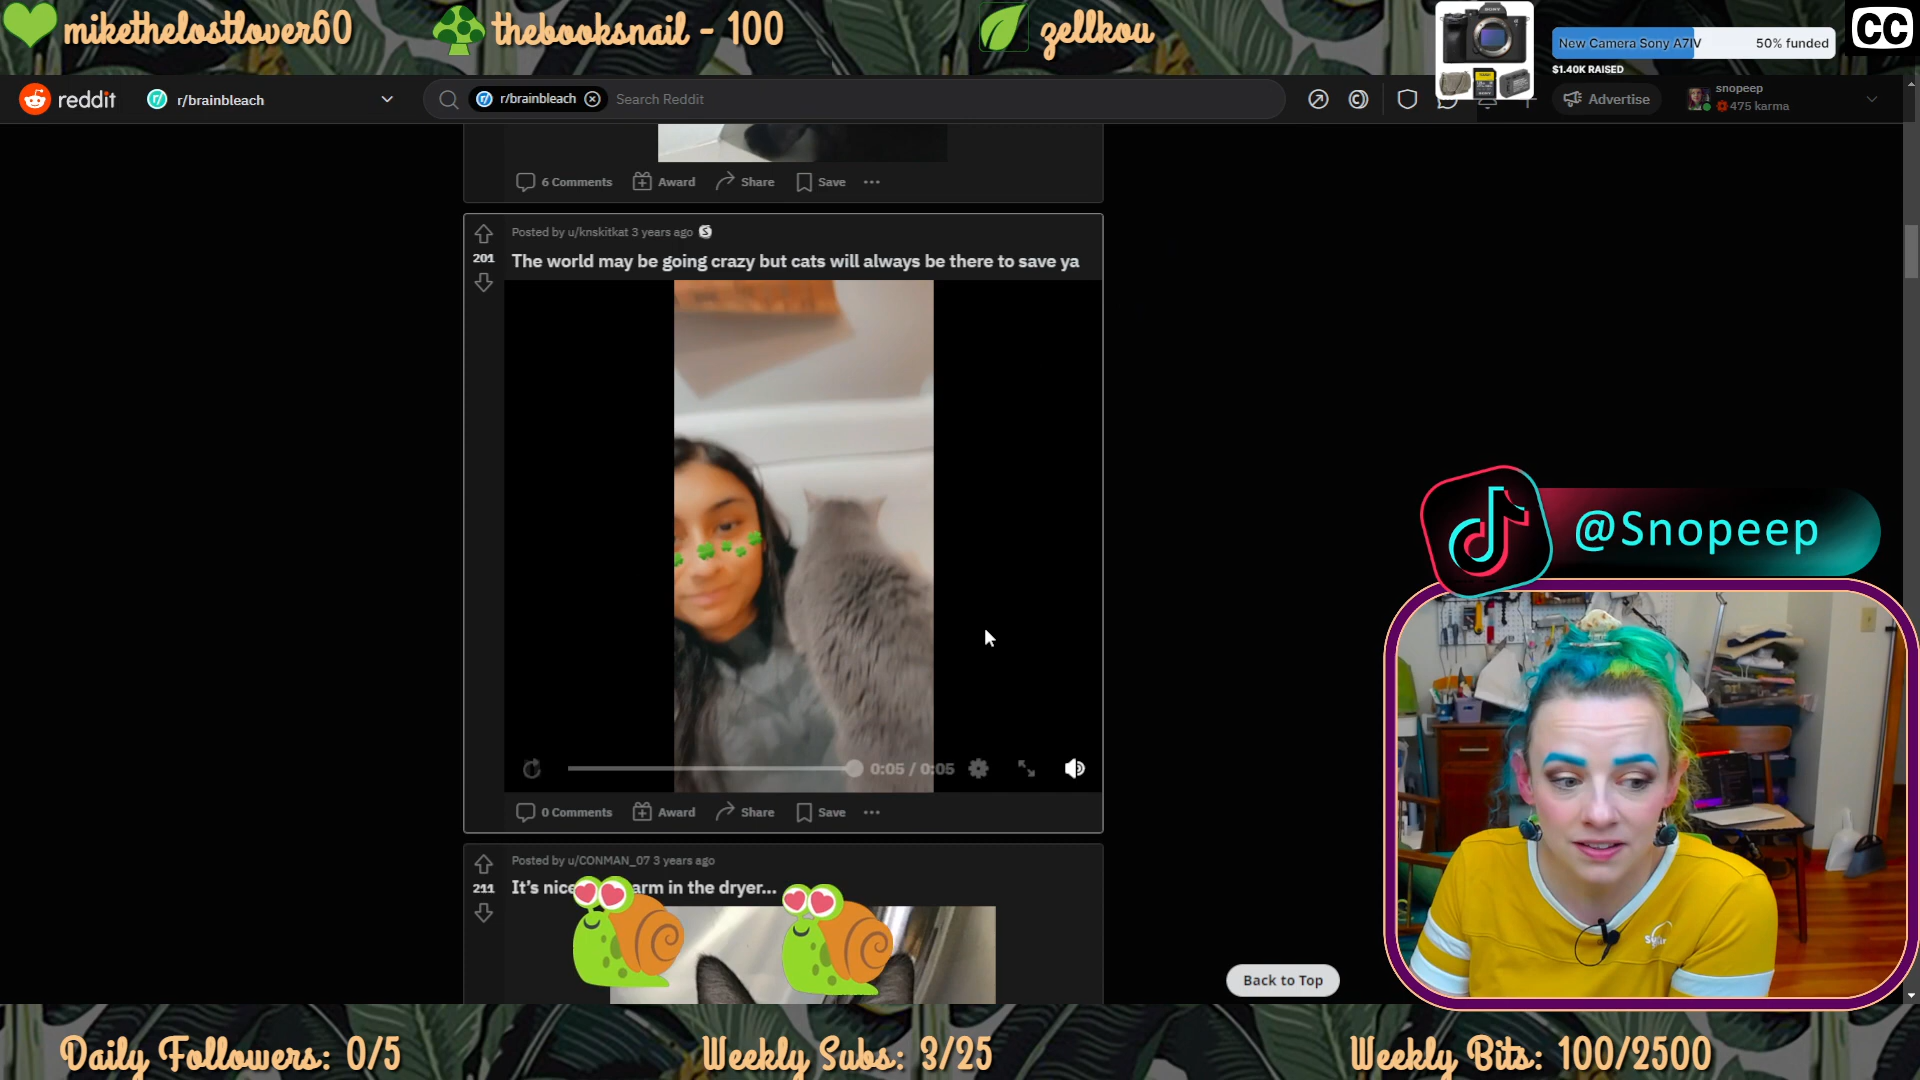 mikethelostlover60
thebooksnail - 100
zellkou
SONY
New Camera Sony A7IV 50% funded
$1.40K RAISED
CC
reddit
r/brainbleach
r/brainbleach
Search Reddit
Advertise
snopeep
475 karma
6 Comments Award Share Save
Posted by u/knskitkat 3 years ago
201
The world may be going crazy but cats will always be there to save ya
0:05 / 0:05
0 Comments Award Share Save
@Snopeep
Posted by u/CONMAN_07 3 years ago
211
It's nice arm in the dryer...
Back to Top
Daily Followers: 0/5
Weekly Subs: 3/25
Weekly Bits: 100/2500